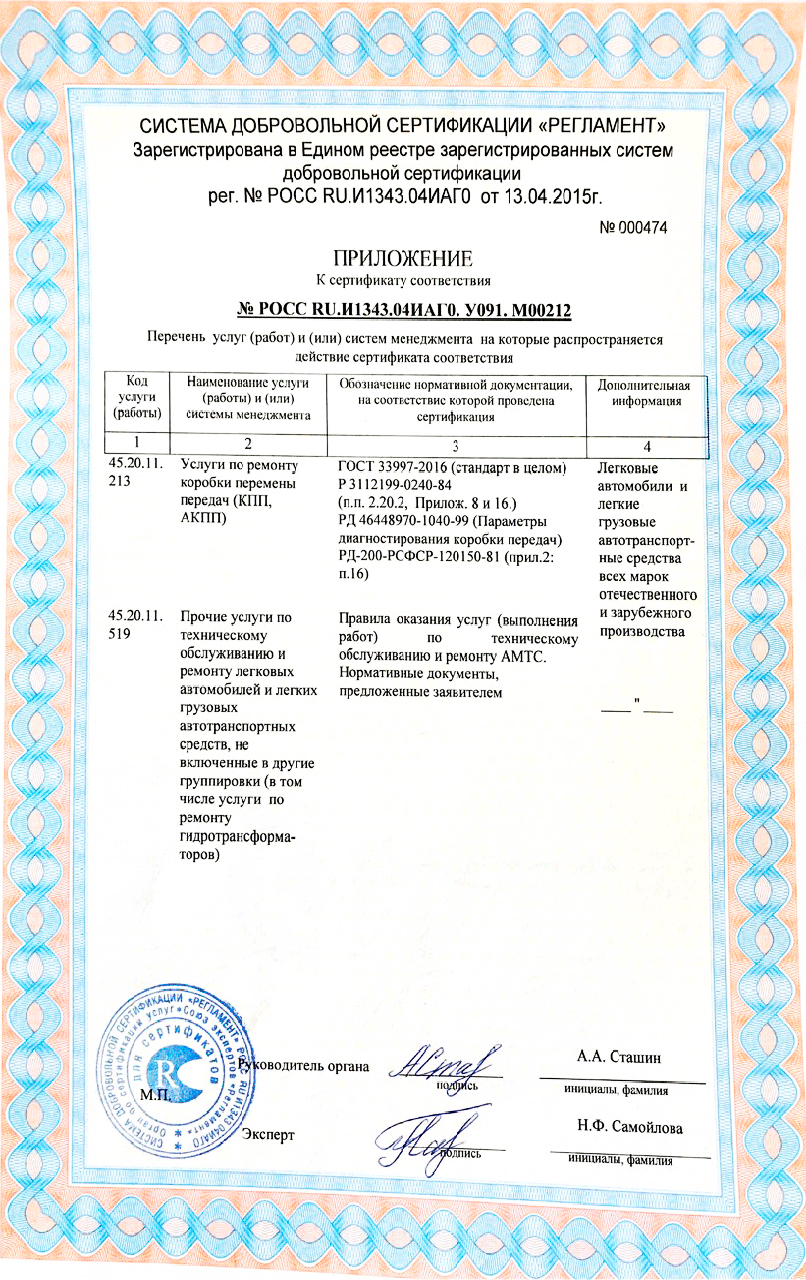 СИСТЕМА ДОБРОВОЛЬНОЙ СЕРТИФИКАЦИИ «РЕГЛАМЕНТ»
Зарегистрирована в Едином реестре зарегистрированных систем
добровольной сертификации
рег. № РОСС RU.И1343.04ИАГ0 от 13.04.2015г.
№ 000474
ПРИЛОЖЕНИЕ
К сертификату соответствия
№ РОСС RU.И1343.04ИАГ0. У091. М00212
Перечень услуг (работ) и (или) систем менеджмента на которые распространяется
действие сертификата соответствия
Код
услуги
(работы)
Наименование услуги
(работы) и (или)
системы менеджмента
Обозначение нормативной документации,
на соответствие которой проведена
сертификация
Дополнительная
информация
1 2 3 4
45.20.11.
213
Услуги по ремонту
коробки перемены
передач (КПП,
АКПП)
ГОСТ 33997-2016 (стандарт в целом)
Р 3112199-0240-84
(п.п. 2.20.2, Прилож. 8 и 16.)
РД 46448970-1040-99 (Параметры
диагностирования коробки передач)
РД-200-РСФСР-120150-81 (прил.2:
п.16)
Легковые
автомобили и
легкие
грузовые
автотранспорт-
ные средства
всех марок
отечественного
и зарубежного
производства
45.20.11.
519
Прочие услуги по
техническому
обслуживанию и
ремонту легковых
автомобилей и легких
грузовых
автотранспортных
средств, не
включенные в другие
группировки (в том
числе услуги по
ремонту
гидротрансформа-
торов)
Правила оказания услуг (выполнения
работ) по техническому
обслуживанию и ремонту АМТС.
Нормативные документы,
предложенные заявителем
____ " ____
СИСТЕМА ДОБРОВОЛЬНОЙ СЕРТИФИКАЦИИ «РЕГЛАМЕНТ» РОСС RU.И1343.04ИАГ0
Орган по сертификации услуг «Союз экспертов "Регламент"
для сертификатов
R
М.П.
Руководитель органа
подпись
А.А. Сташин
инициалы, фамилия
Эксперт
подпись
Н.Ф. Самойлова
инициалы, фамилия